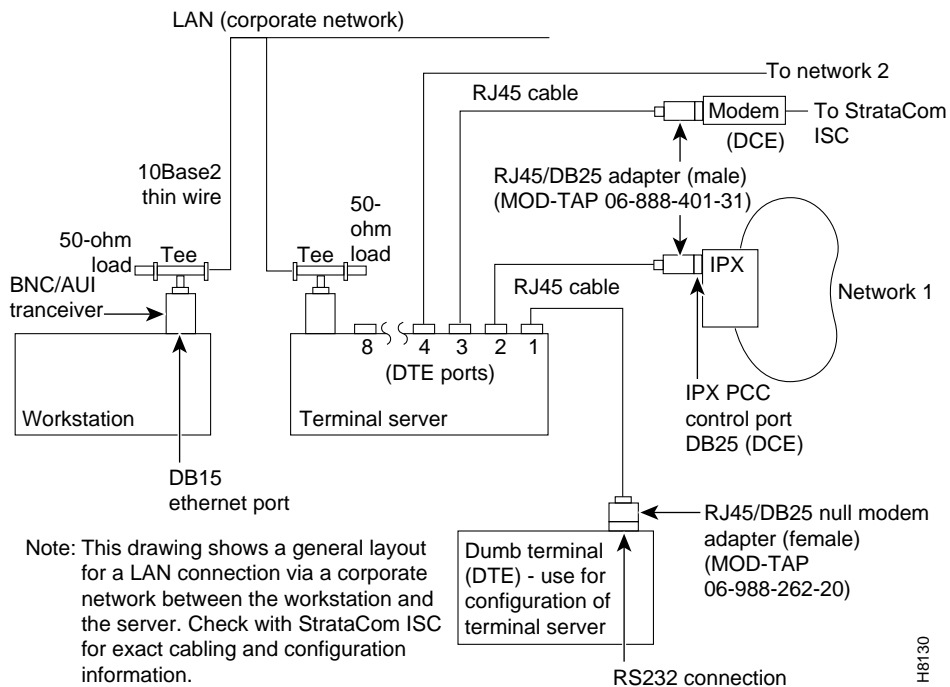 LAN (corporate network)
To network 2
RJ45 cable
Modem
(DCE)
To StrataCom
ISC
10Base2
thin wire
RJ45/DB25 adapter (male)
(MOD-TAP 06-888-401-31)
50-ohm
load
Tee
50-
ohm
load
Tee
BNC/AUI
tranceiver
IPX
Network 1
RJ45 cable
8
4
3
2
1
(DTE ports)
Workstation
Terminal server
IPX PCC
control port
DB25 (DCE)
DB15
ethernet port
RJ45/DB25 null modem
adapter (female)
(MOD-TAP
06-988-262-20)
Dumb terminal
(DTE) - use for
configuration of
terminal server
RS232 connection
Note: This drawing shows a general layout
for a LAN connection via a corporate
network between the workstation and
the server. Check with StrataCom ISC
for exact cabling and configuration
information.
H8130